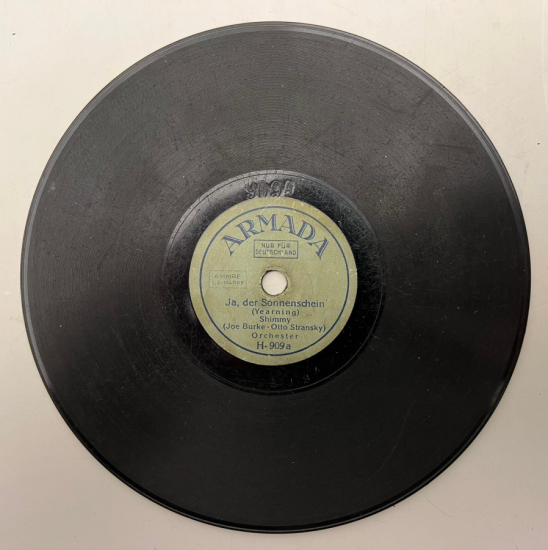 ARMADA
NUR FÜR
DEUTSCHLAND
Ja, der Sonnenschein
(Yearning)
Shimmy
(Joe Burke - Otto Stransky)
Orchester
H-909a